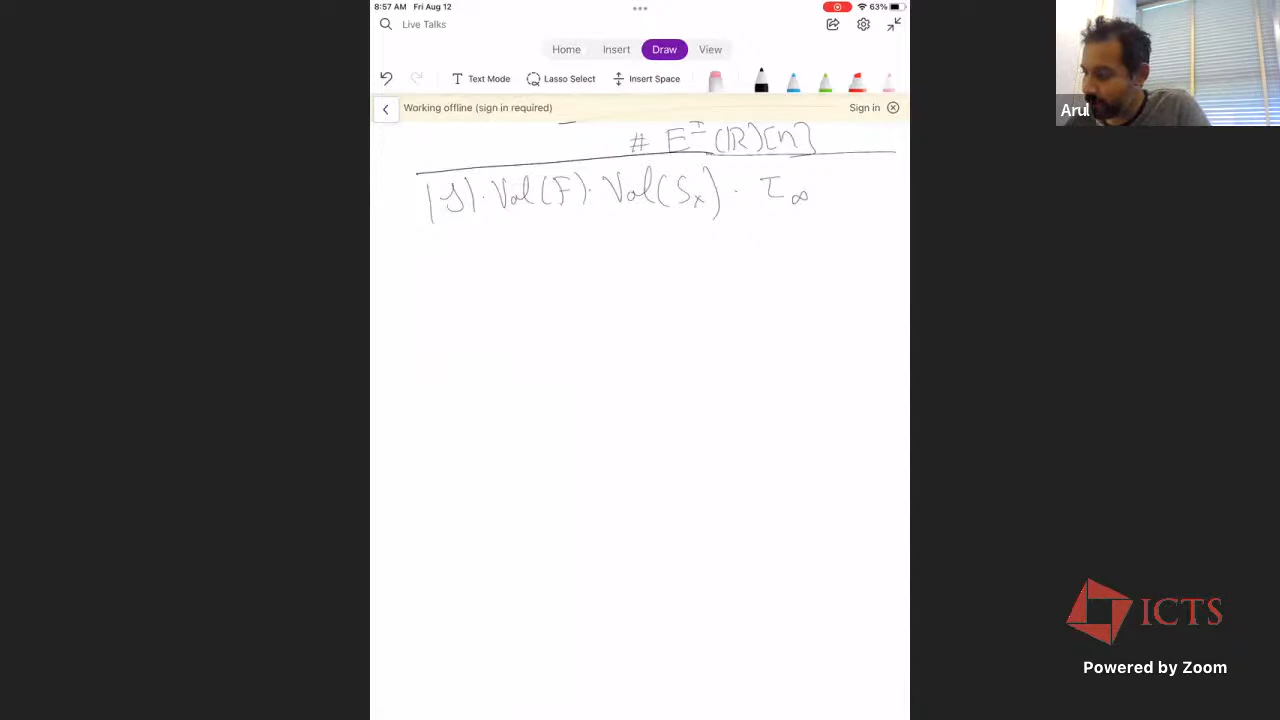 8:57 AM Fri Aug 12
63%
Live Talks
Home Insert Draw View
Text Mode Lasso Select Insert Space
Working offline (sign in required) Sign in
# E^± (ℝ)[n]
|J| · Vol(F) · Vol(S_x) · τ_∞
Arul
ICTS
Powered by Zoom